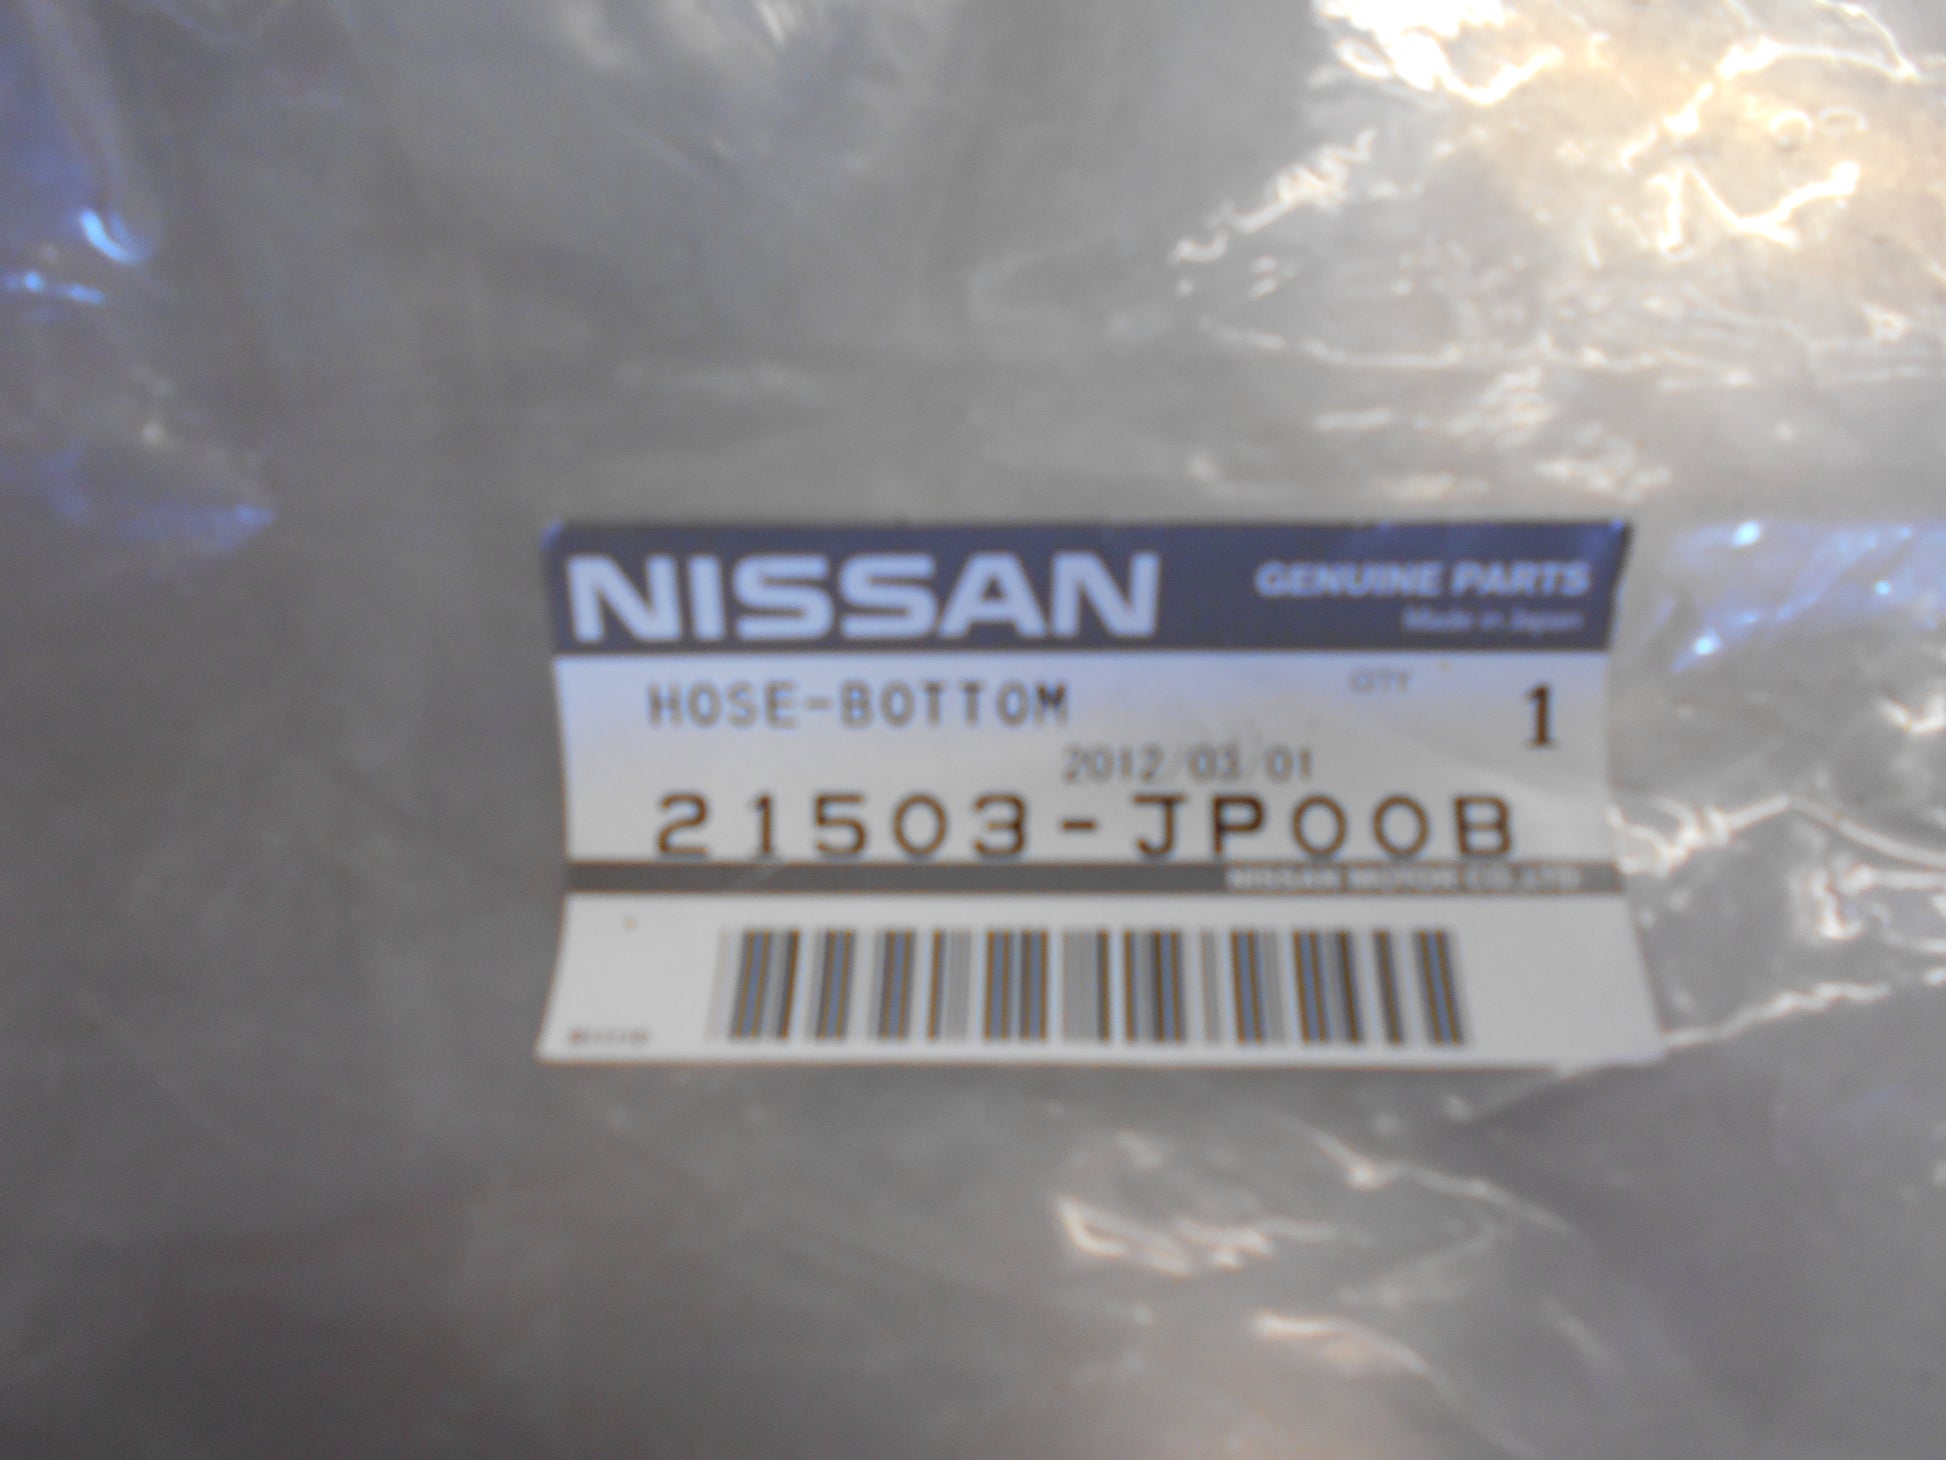 NISSAN GENUINE PARTS
Made in Japan
HOSE-BOTTOM QTY 1
2012/03/01
21503-JP00B
NISSAN MOTOR CO.,LTD